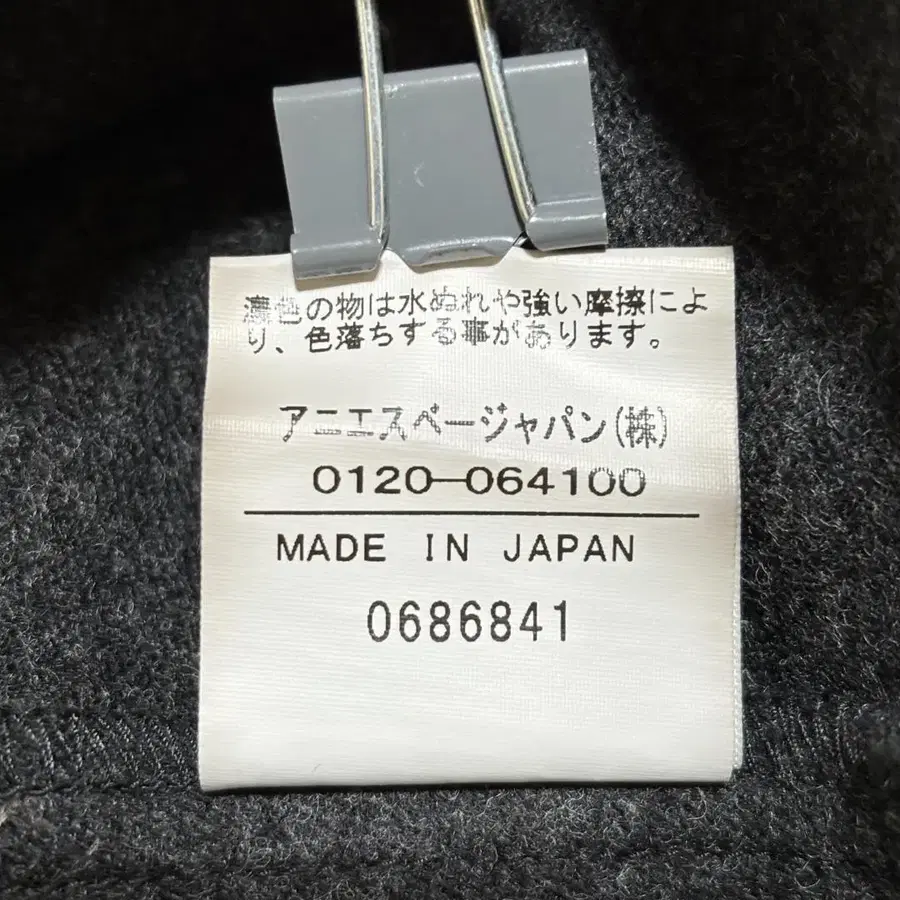 濃色の物は水ぬれや強い摩擦によ
り、色落ちする事があります。
アニエスベージャパン(株)
0120-064100
MADE IN JAPAN
0686841